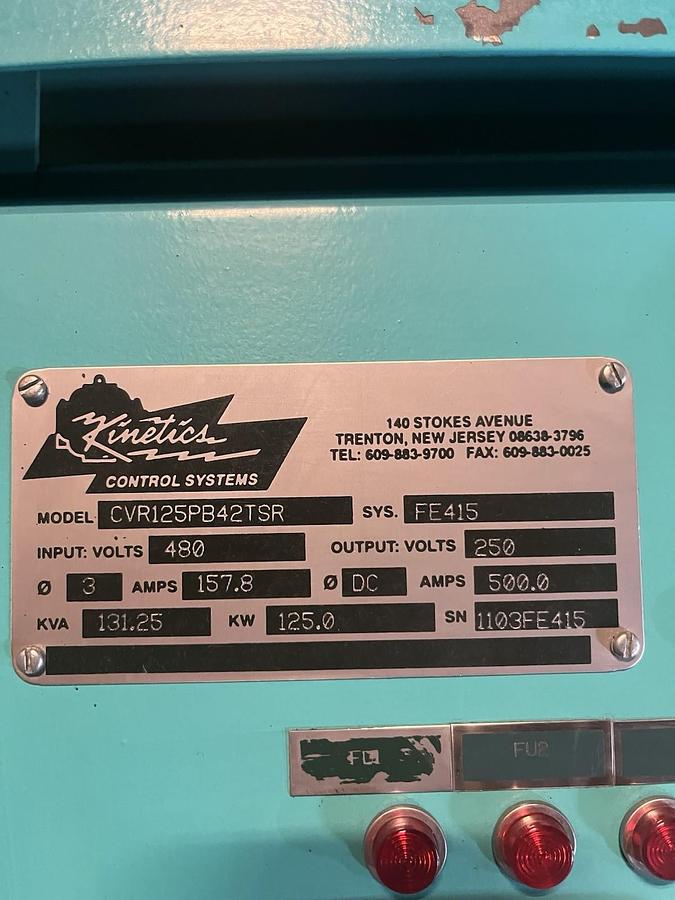 Kinetics
CONTROL SYSTEMS
140 STOKES AVENUE
TRENTON, NEW JERSEY 08638-3796
TEL: 609-883-9700 FAX: 609-883-0025
MODEL CVR125PB42TSR SYS. FE415
INPUT: VOLTS 480 OUTPUT: VOLTS 250
Ø 3 AMPS 157.8 Ø DC AMPS 500.0
KVA 131.25 KW 125.0 SN 1103FE415
FU2